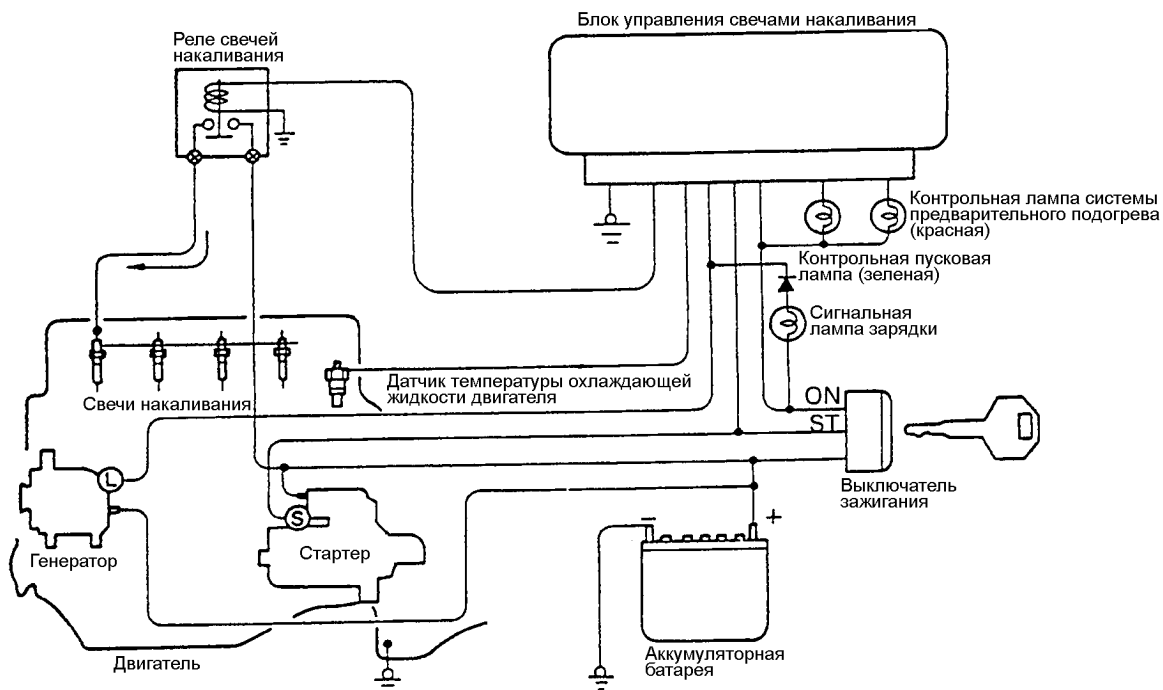 Блок управления свечами накаливания
Реле свечей
накаливания
Контрольная лампа системы
предварительного подогрева
(красная)
Контрольная пусковая
лампа (зеленая)
Сигнальная
лампа зарядки
Датчик температуры охлаждающей
жидкости двигателя
Свечи накаливания
ON
ST
L
Выключатель
зажигания
S
+
–
Стартер
Генератор
Двигатель
Аккумуляторная
батарея